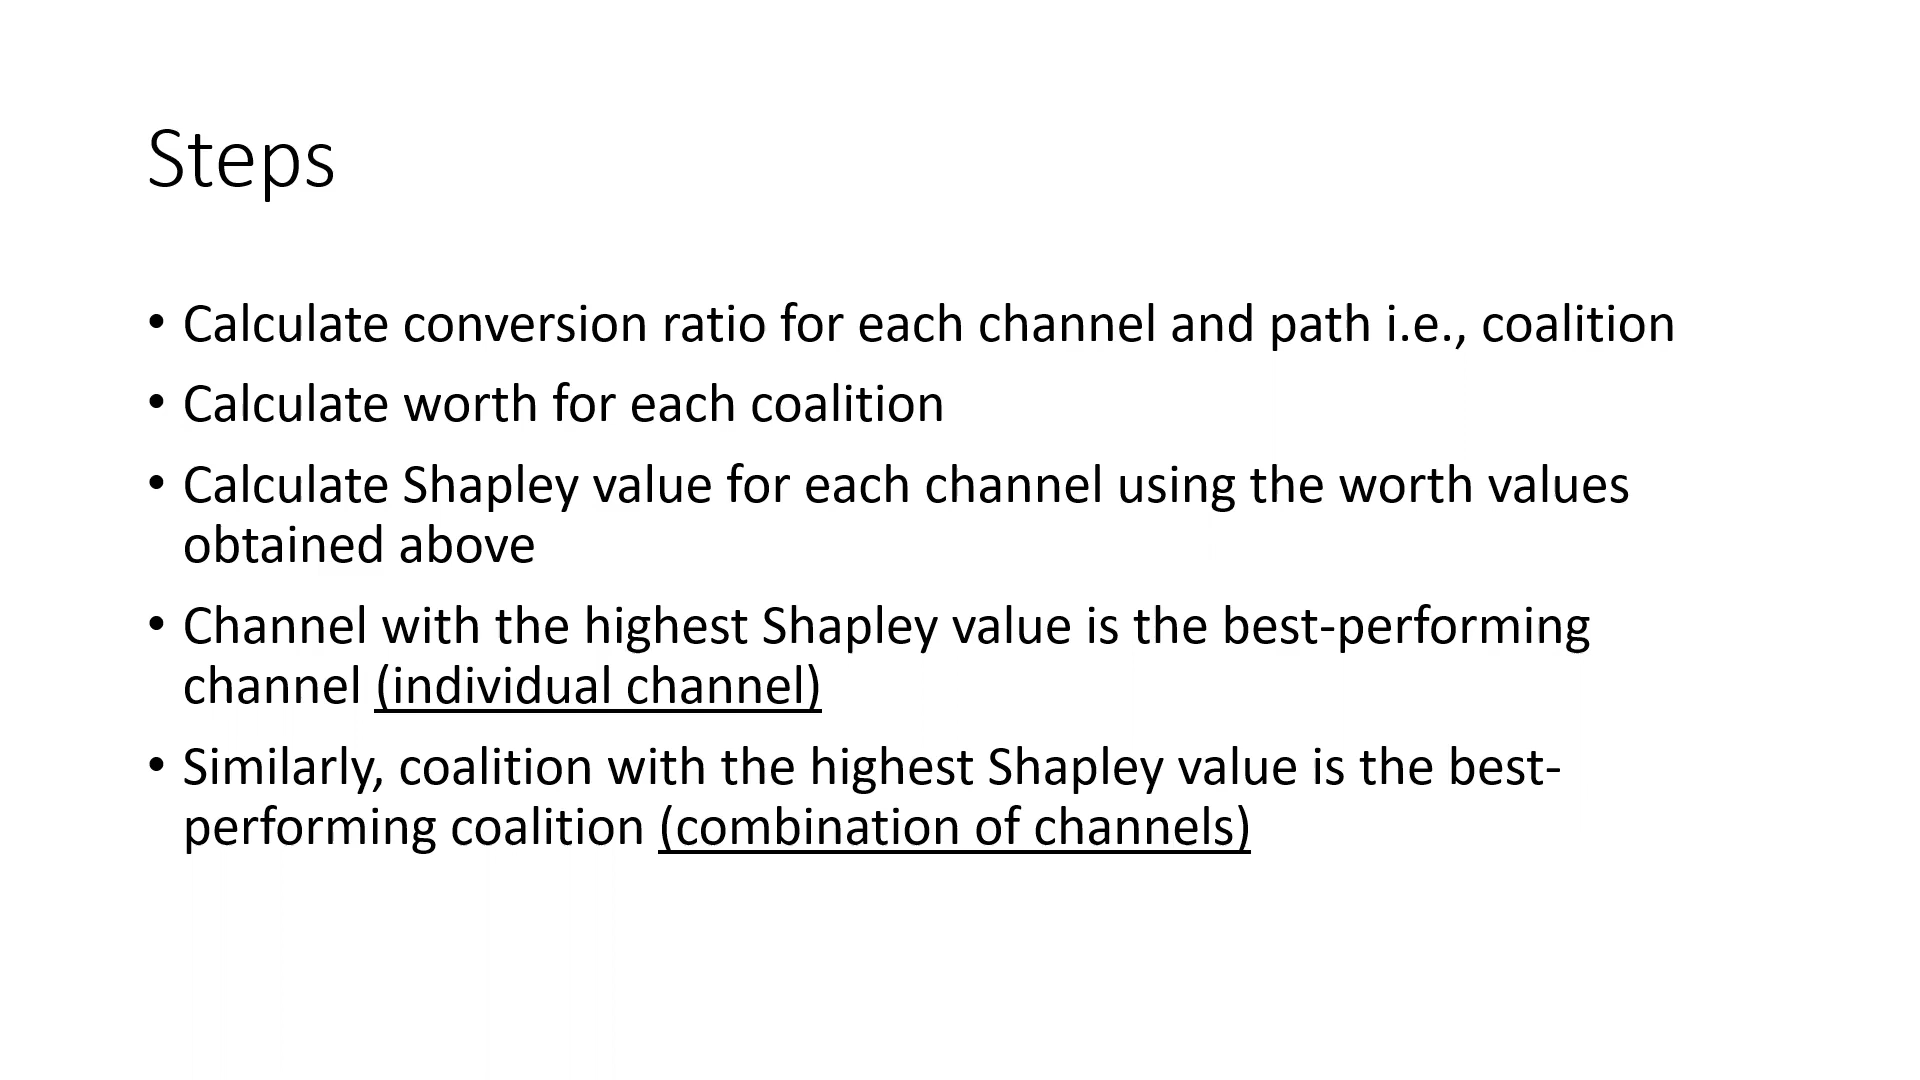 Steps
• Calculate conversion ratio for each channel and path i.e., coalition
• Calculate worth for each coalition
• Calculate Shapley value for each channel using the worth values
obtained above
• Channel with the highest Shapley value is the best-performing
channel (individual channel)
• Similarly, coalition with the highest Shapley value is the best-
performing coalition (combination of channels)